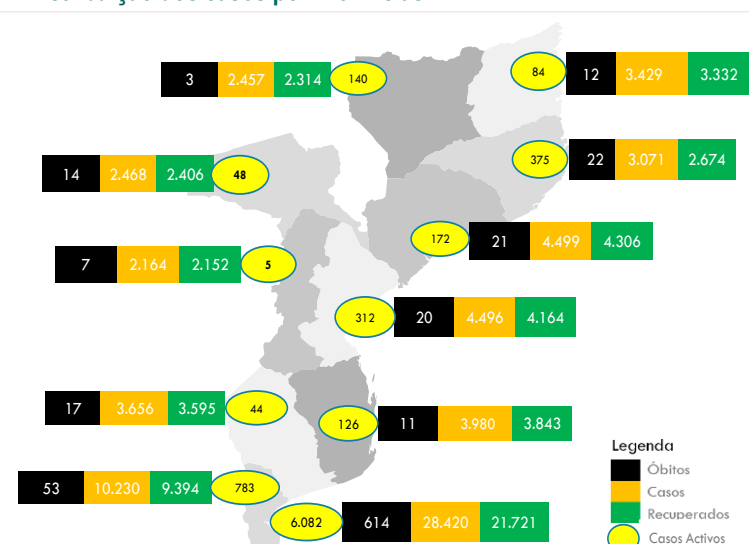 3 2.457 2.314 140
84 12 3.429 3.332
14 2.468 2.406 48
375 22 3.071 2.674
172 21 4.499 4.306
7 2.164 2.152 5
312 20 4.496 4.164
17 3.656 3.595 44
126 11 3.980 3.843
53 10.230 9.394 783
6.082 614 28.420 21.721
Legenda
Óbitos
Casos
Recuperados
Casos Activos